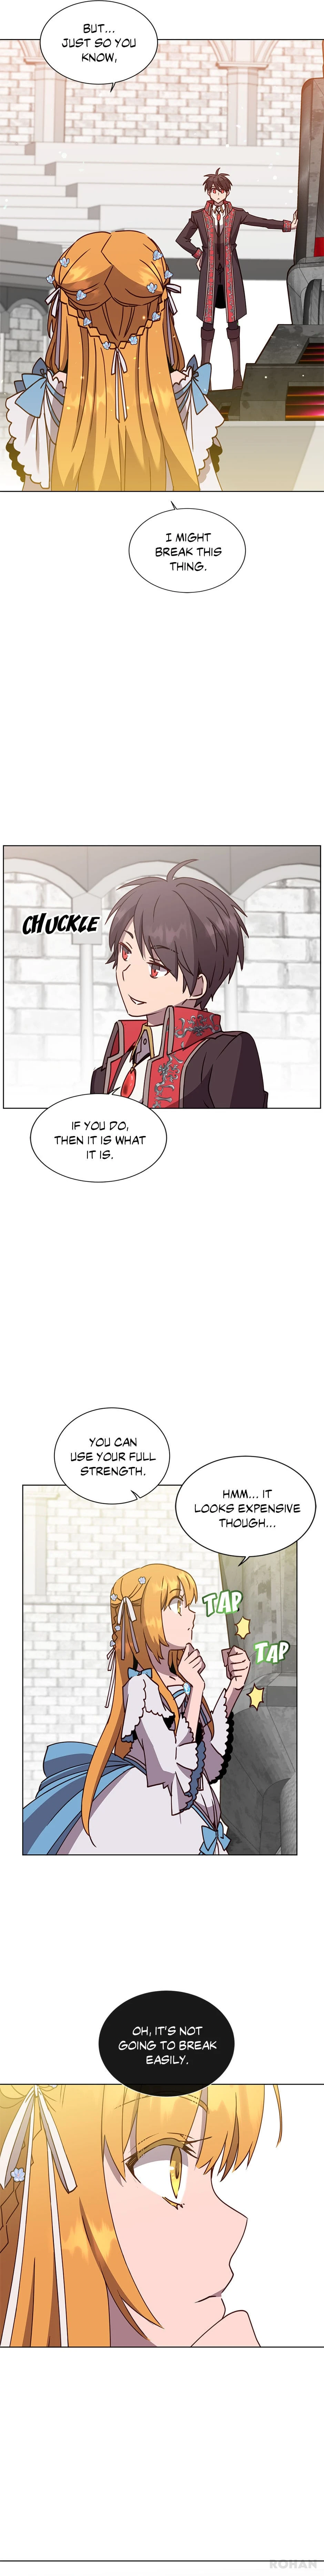 BUT...
JUST SO YOU
KNOW,
I MIGHT
BREAK THIS
THING.
CHUCKLE
IF YOU DO,
THEN IT IS WHAT
IT IS.
YOU CAN
USE YOUR FULL
STRENGTH.
HMM... IT
LOOKS EXPENSIVE
THOUGH...
TAP
TAP
OH, IT'S NOT
GOING TO BREAK
EASILY.
ROHAN